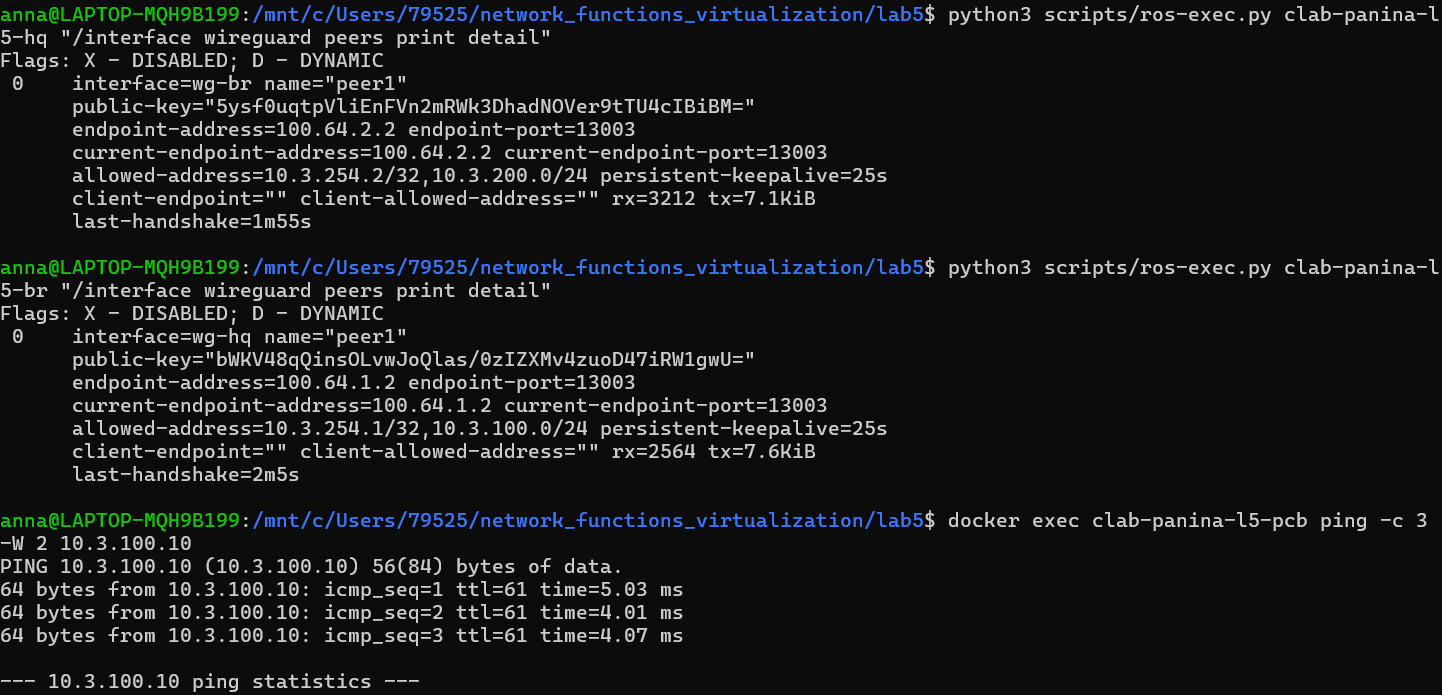 anna@LAPTOP-MQH9B199:/mnt/c/Users/79525/network_functions_virtualization/lab5$ python3 scripts/ros-exec.py clab-panina-l
5-hq "/interface wireguard peers print detail"
Flags: X - DISABLED; D - DYNAMIC
 0    interface=wg-br name="peer1"
      public-key="5ysf0uqtpVliEnFVn2mRWk3DhadNOVer9tTU4cIBiBM="
      endpoint-address=100.64.2.2 endpoint-port=13003
      current-endpoint-address=100.64.2.2 current-endpoint-port=13003
      allowed-address=10.3.254.2/32,10.3.200.0/24 persistent-keepalive=25s
      client-endpoint="" client-allowed-address="" rx=3212 tx=7.1KiB
      last-handshake=1m55s
anna@LAPTOP-MQH9B199:/mnt/c/Users/79525/network_functions_virtualization/lab5$ python3 scripts/ros-exec.py clab-panina-l
5-br "/interface wireguard peers print detail"
Flags: X - DISABLED; D - DYNAMIC
 0    interface=wg-hq name="peer1"
      public-key="bWKV48qQinsOLvwJoQlas/0zIZXMv4zuoD47iRW1gwU="
      endpoint-address=100.64.1.2 endpoint-port=13003
      current-endpoint-address=100.64.1.2 current-endpoint-port=13003
      allowed-address=10.3.254.1/32,10.3.100.0/24 persistent-keepalive=25s
      client-endpoint="" client-allowed-address="" rx=2564 tx=7.6KiB
      last-handshake=2m5s
anna@LAPTOP-MQH9B199:/mnt/c/Users/79525/network_functions_virtualization/lab5$ docker exec clab-panina-l5-pcb ping -c 3
-W 2 10.3.100.10
PING 10.3.100.10 (10.3.100.10) 56(84) bytes of data.
64 bytes from 10.3.100.10: icmp_seq=1 ttl=61 time=5.03 ms
64 bytes from 10.3.100.10: icmp_seq=2 ttl=61 time=4.01 ms
64 bytes from 10.3.100.10: icmp_seq=3 ttl=61 time=4.07 ms
--- 10.3.100.10 ping statistics ---